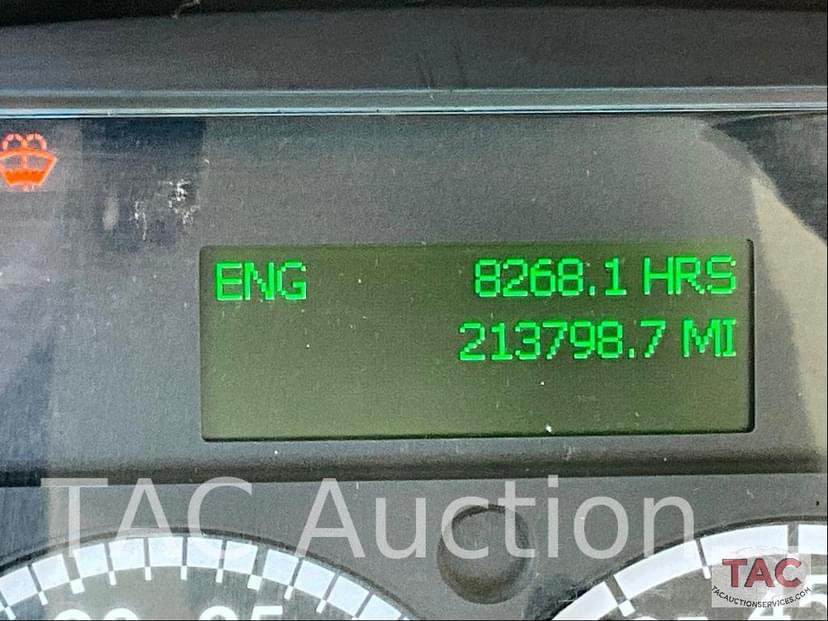 ENG 8268.1 HRS
213798.7 MI
TAC Auction
TAC
TACAUCTIONSERVICES.COM